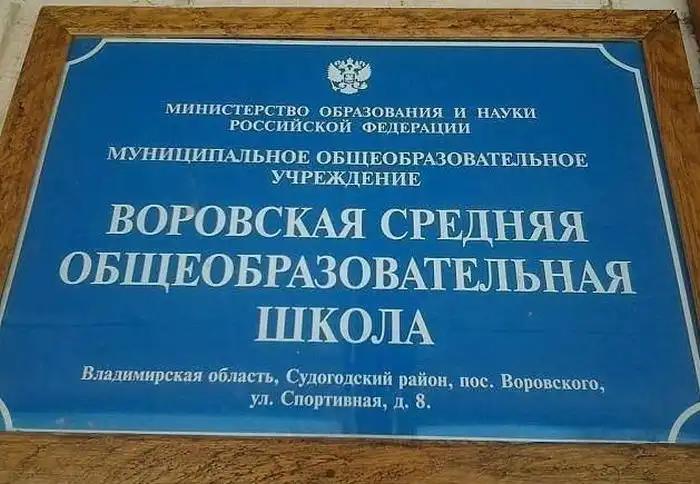 МИНИСТЕРСТВО ОБРАЗОВАНИЯ И НАУКИ
РОССИЙСКОЙ ФЕДЕРАЦИИ
МУНИЦИПАЛЬНОЕ ОБЩЕОБРАЗОВАТЕЛЬНОЕ
УЧРЕЖДЕНИЕ
ВОРОВСКАЯ СРЕДНЯЯ
ОБЩЕОБРАЗОВАТЕЛЬНАЯ
ШКОЛА
Владимирская область, Судогодский район, пос. Воровского,
ул. Спортивная, д. 8.